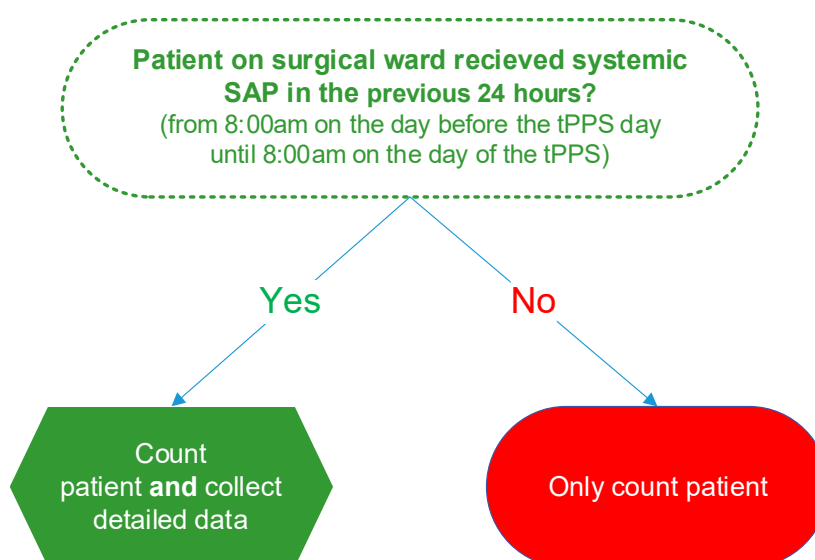 Patient on surgical ward recieved systemic
SAP in the previous 24 hours?
(from 8:00am on the day before the tPPS day
until 8:00am on the day of the tPPS)
Yes
No
Count
patient and collect
detailed data
Only count patient